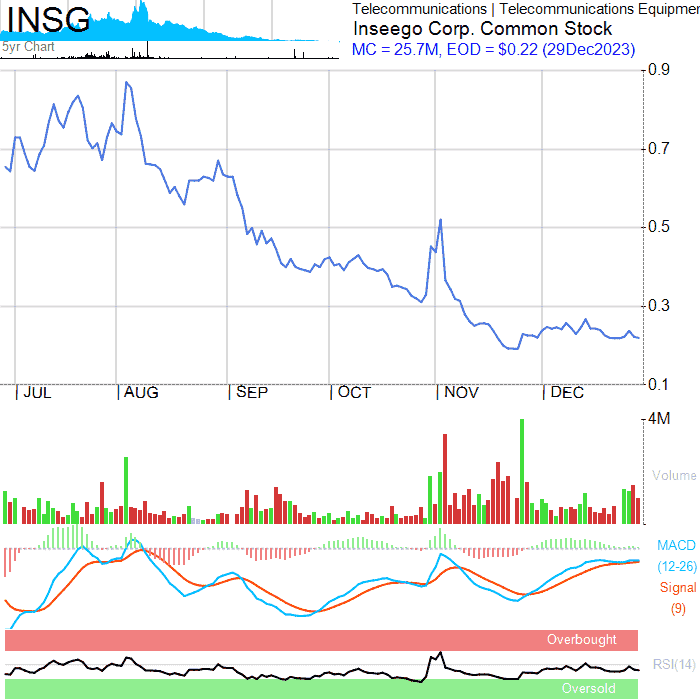 INSG
5yr Chart
Telecommunications | Telecommunications Equipmen
Inseego Corp. Common Stock
MC = 25.7M, EOD = $0.22 (29Dec2023)
0.9
0.7
0.5
0.3
0.1
JUL AUG SEP OCT NOV DEC
4M
Volume
MACD
(12-26)
Signal
(9)
Overbought
RSI(14)
Oversold